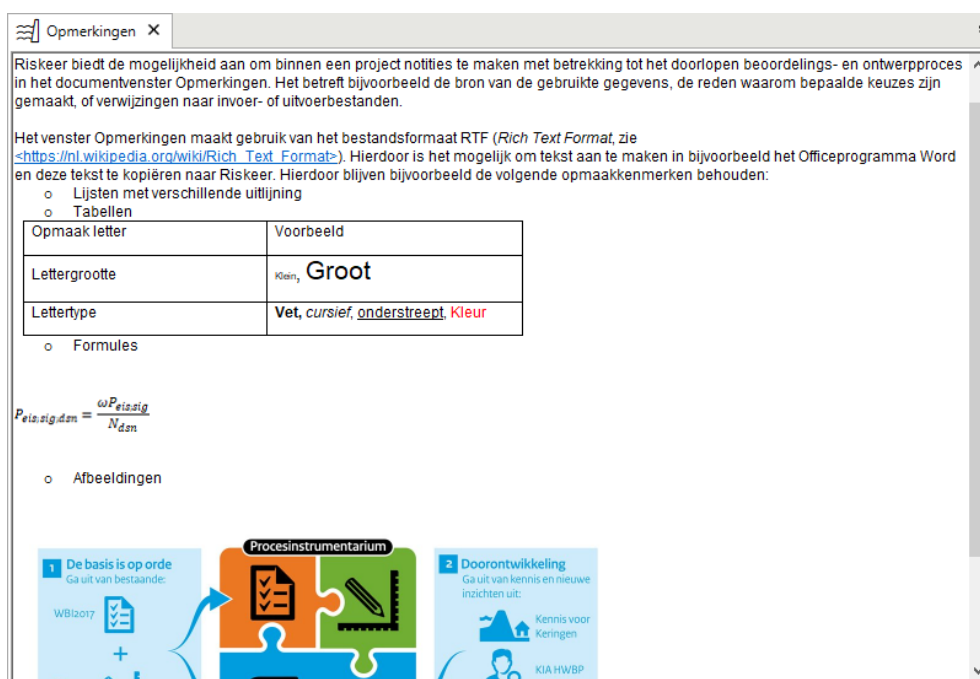 Opmerkingen
Riskeer biedt de mogelijkheid aan om binnen een project notities te maken met betrekking tot het doorlopen beoordelings- en ontwerpproces
in het documentvenster Opmerkingen. Het betreft bijvoorbeeld de bron van de gebruikte gegevens, de reden waarom bepaalde keuzes zijn
gemaakt, of verwijzingen naar invoer- of uitvoerbestanden.
Het venster Opmerkingen maakt gebruik van het bestandsformaat RTF (Rich Text Format, zie
<https://nl.wikipedia.org/wiki/Rich_Text_Format>). Hierdoor is het mogelijk om tekst aan te maken in bijvoorbeeld het Officeprogramma Word
en deze tekst te kopiëren naar Riskeer. Hierdoor blijven bijvoorbeeld de volgende opmaakkenmerken behouden:
o Lijsten met verschillende uitlijning
o Tabellen
Opmaak letter Voorbeeld
Lettergrootte Klein, Groot
Lettertype Vet, cursief, onderstreept, Kleur
o Formules
P_{eis;sig;dsn} = \frac{ωP_{eis;sig}}{N_{dsn}}
o Afbeeldingen
Procesinstrumentarium
1 De basis is op orde
Ga uit van bestaande:
WBI2017
+
2 Doorontwikkeling
Ga uit van kennis en nieuwe
inzichten uit:
Kennis voor
Keringen
KIA HWBP